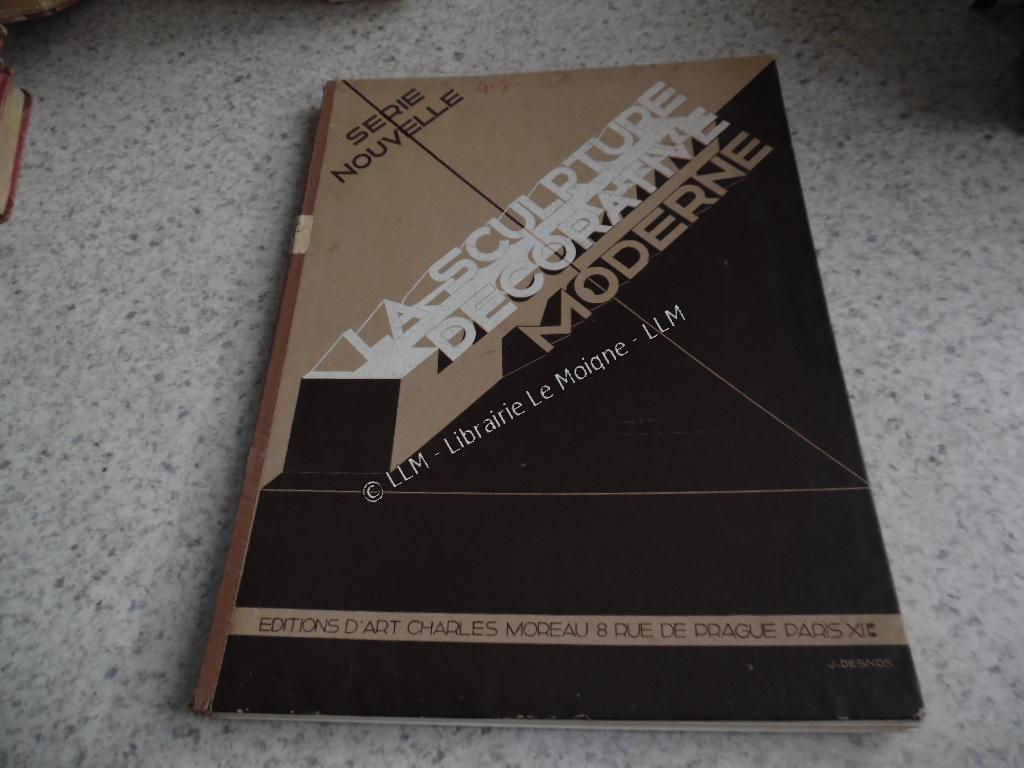 SERIE
NOUVELLE
LA SCULPTURE
DECORATIVE
MODERNE
© LLM - Librairie Le Moigne - LLM
EDITIONS D'ART CHARLES MOREAU 8 RUE DE PRAGUE PARIS XIIE
J. DESNOS